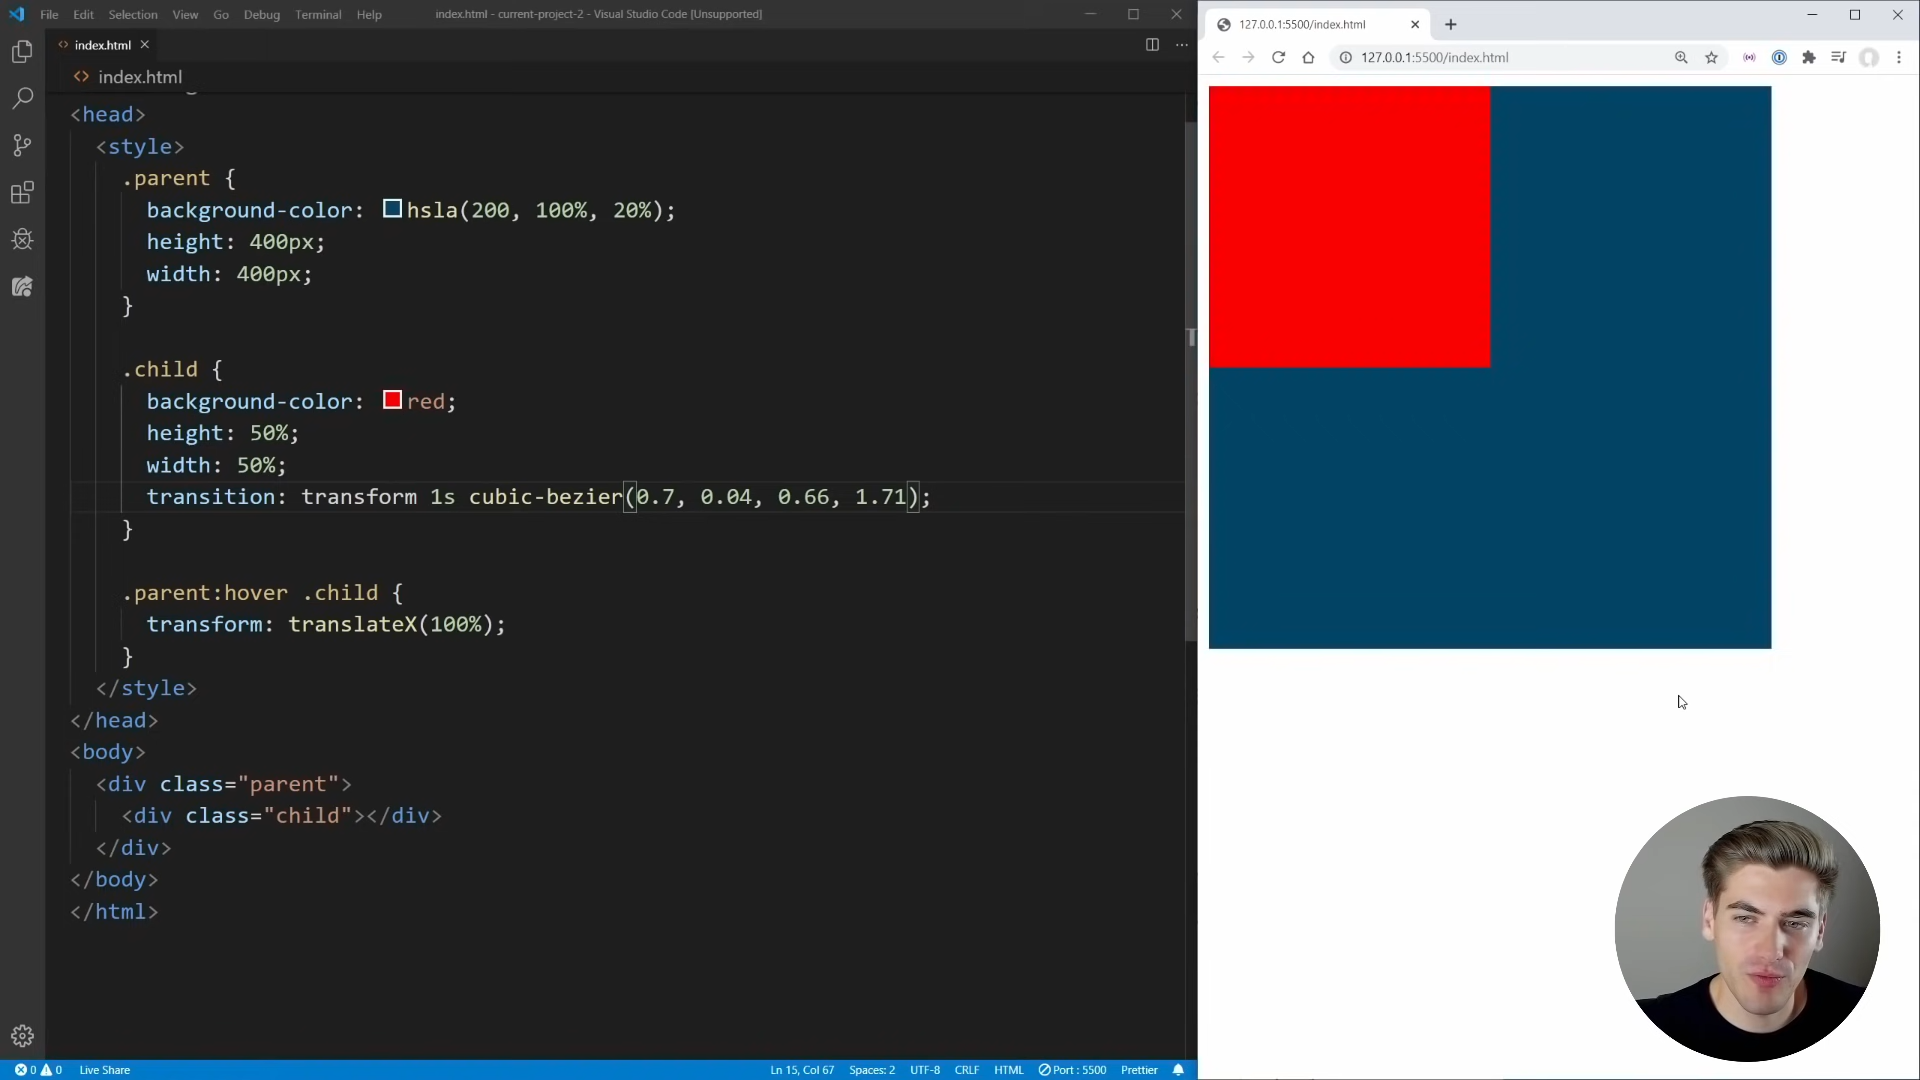 File Edit Selection View Go Debug Terminal Help
index.html - current-project-2 - Visual Studio Code [Unsupported]
index.html
index.html
<head>
<style>
.parent {
background-color: hsla(200, 100%, 20%);
height: 400px;
width: 400px;
}
.child {
background-color: red;
height: 50%;
width: 50%;
transition: transform 1s cubic-bezier(0.7, 0.04, 0.66, 1.71);
}
.parent:hover .child {
transform: translateX(100%);
}
</style>
</head>
<body>
<div class="parent">
<div class="child"></div>
</div>
</body>
</html>
0 0 Live Share
Ln 15, Col 67 Spaces: 2 UTF-8 CRLF HTML Port : 5500 Prettier
127.0.0.1:5500/index.html
127.0.0.1:5500/index.html